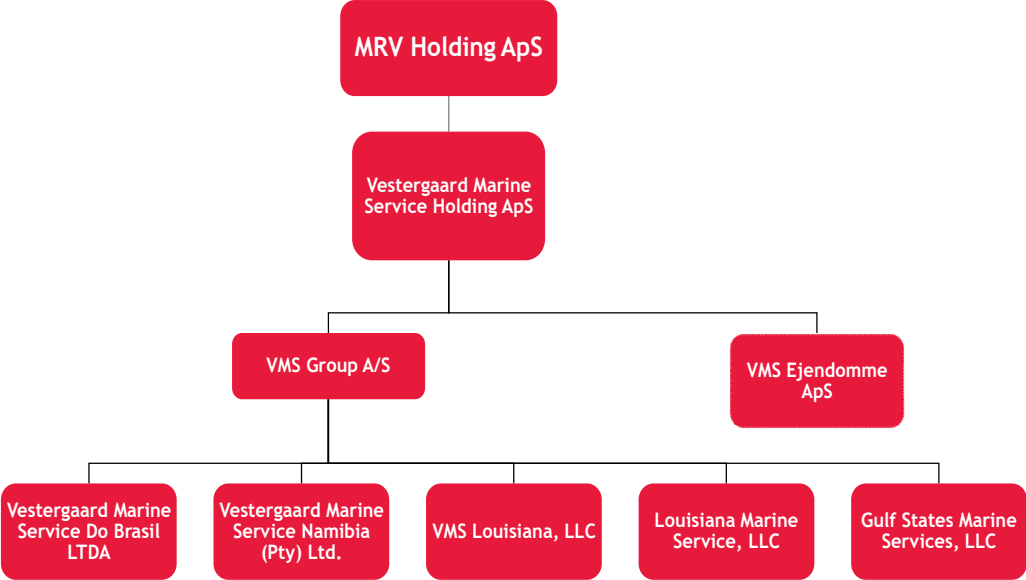 MRV Holding ApS
Vestergaard Marine
Service Holding ApS
VMS Group A/S
VMS Ejendomme
ApS
Vestergaard Marine
Service Do Brasil
LTDA
Vestergaard Marine
Service Namibia
(Pty) Ltd.
VMS Louisiana, LLC
Louisiana Marine
Service, LLC
Gulf States Marine
Services, LLC